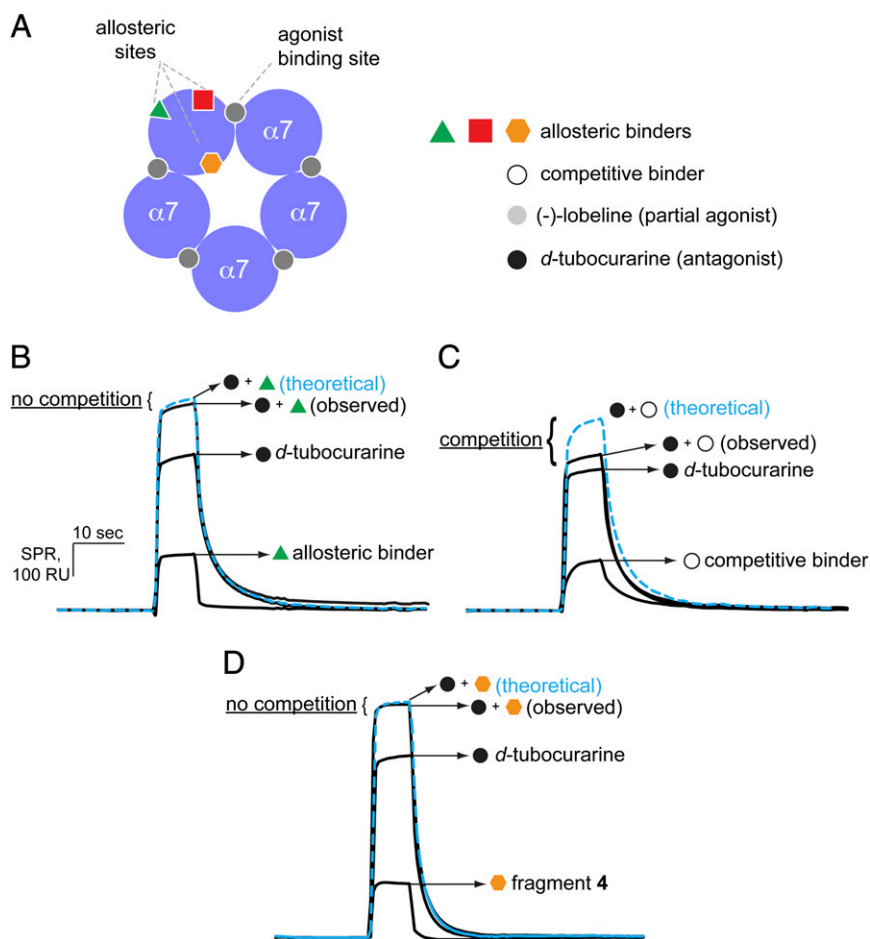 A
allosteric
sites
agonist
binding site
α7
α7
α7
α7
allosteric binders
competitive binder
(-)-lobeline (partial agonist)
d-tubocurarine (antagonist)
B
no competition {
+ (theoretical)
+ (observed)
d-tubocurarine
10 sec
SPR,
100 RU
allosteric binder
C
+ (theoretical)
competition {
+ (observed)
d-tubocurarine
competitive binder
D
+ (theoretical)
no competition {
+ (observed)
d-tubocurarine
fragment 4